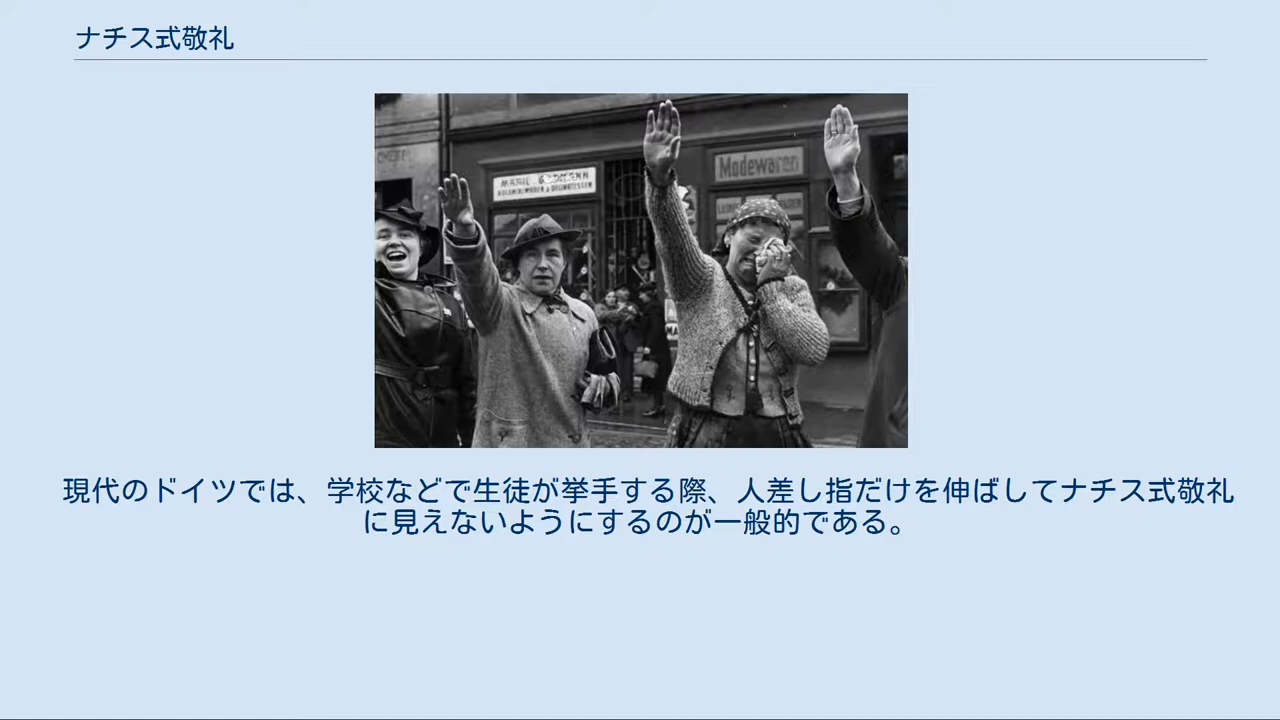 ナチス式敬礼
Modewaren
現代のドイツでは、学校などで生徒が挙手する際、人差し指だけを伸ばしてナチス式敬礼
に見えないようにするのが一般的である。